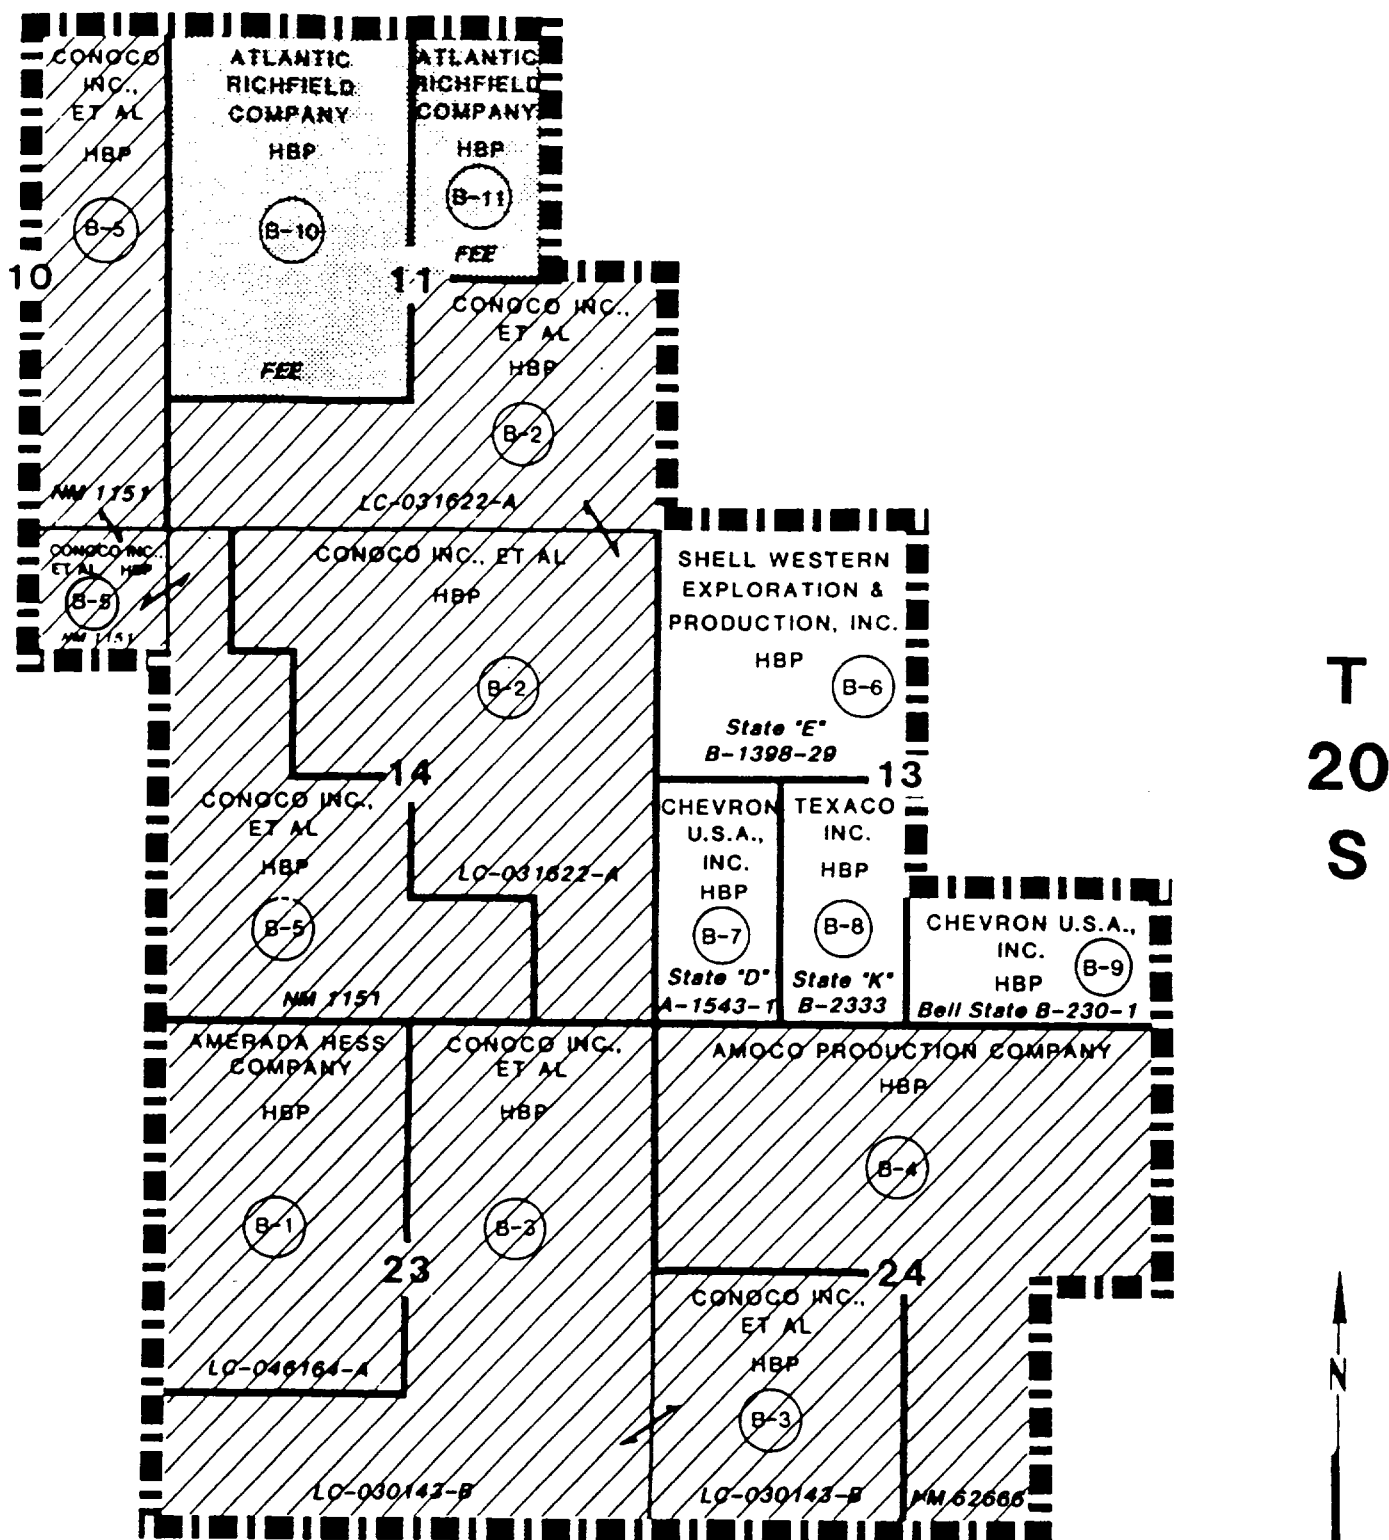 CONOCO
INC.,
ET AL
HBP
B-5
NM 1151
ATLANTIC
RICHFIELD
COMPANY
HBP
B-10
FEE
ATLANTIC
RICHFIELD
COMPANY
HBP
B-11
FEE
10
11
CONOCO INC.,
ET AL
HBP
B-2
LC-031622-A
CONOCO INC.,
ET AL HBP
B-5
NM 1151
CONOCO INC., ET AL
HBP
B-2
LC-031622-A
SHELL WESTERN
EXPLORATION &
PRODUCTION, INC.
HBP
B-6
State "E"
B-1398-29
14
13
CONOCO INC.,
ET AL
HBP
B-5
NM 1151
CHEVRON
U.S.A.,
INC.
HBP
B-7
State "D"
A-1543-1
TEXACO
INC.
HBP
B-8
State "K"
B-2333
CHEVRON U.S.A.,
INC.
HBP
B-9
Bell State B-230-1
T
20
S
AMERADA HESS
COMPANY
HBP
B-1
LC-046164-A
CONOCO INC.,
ET AL
HBP
B-3
LC-030143-B
AMOCO PRODUCTION COMPANY
HBP
B-4
NM 62666
23
24
CONOCO INC.,
ET AL
HBP
B-3
LC-030143-B
N